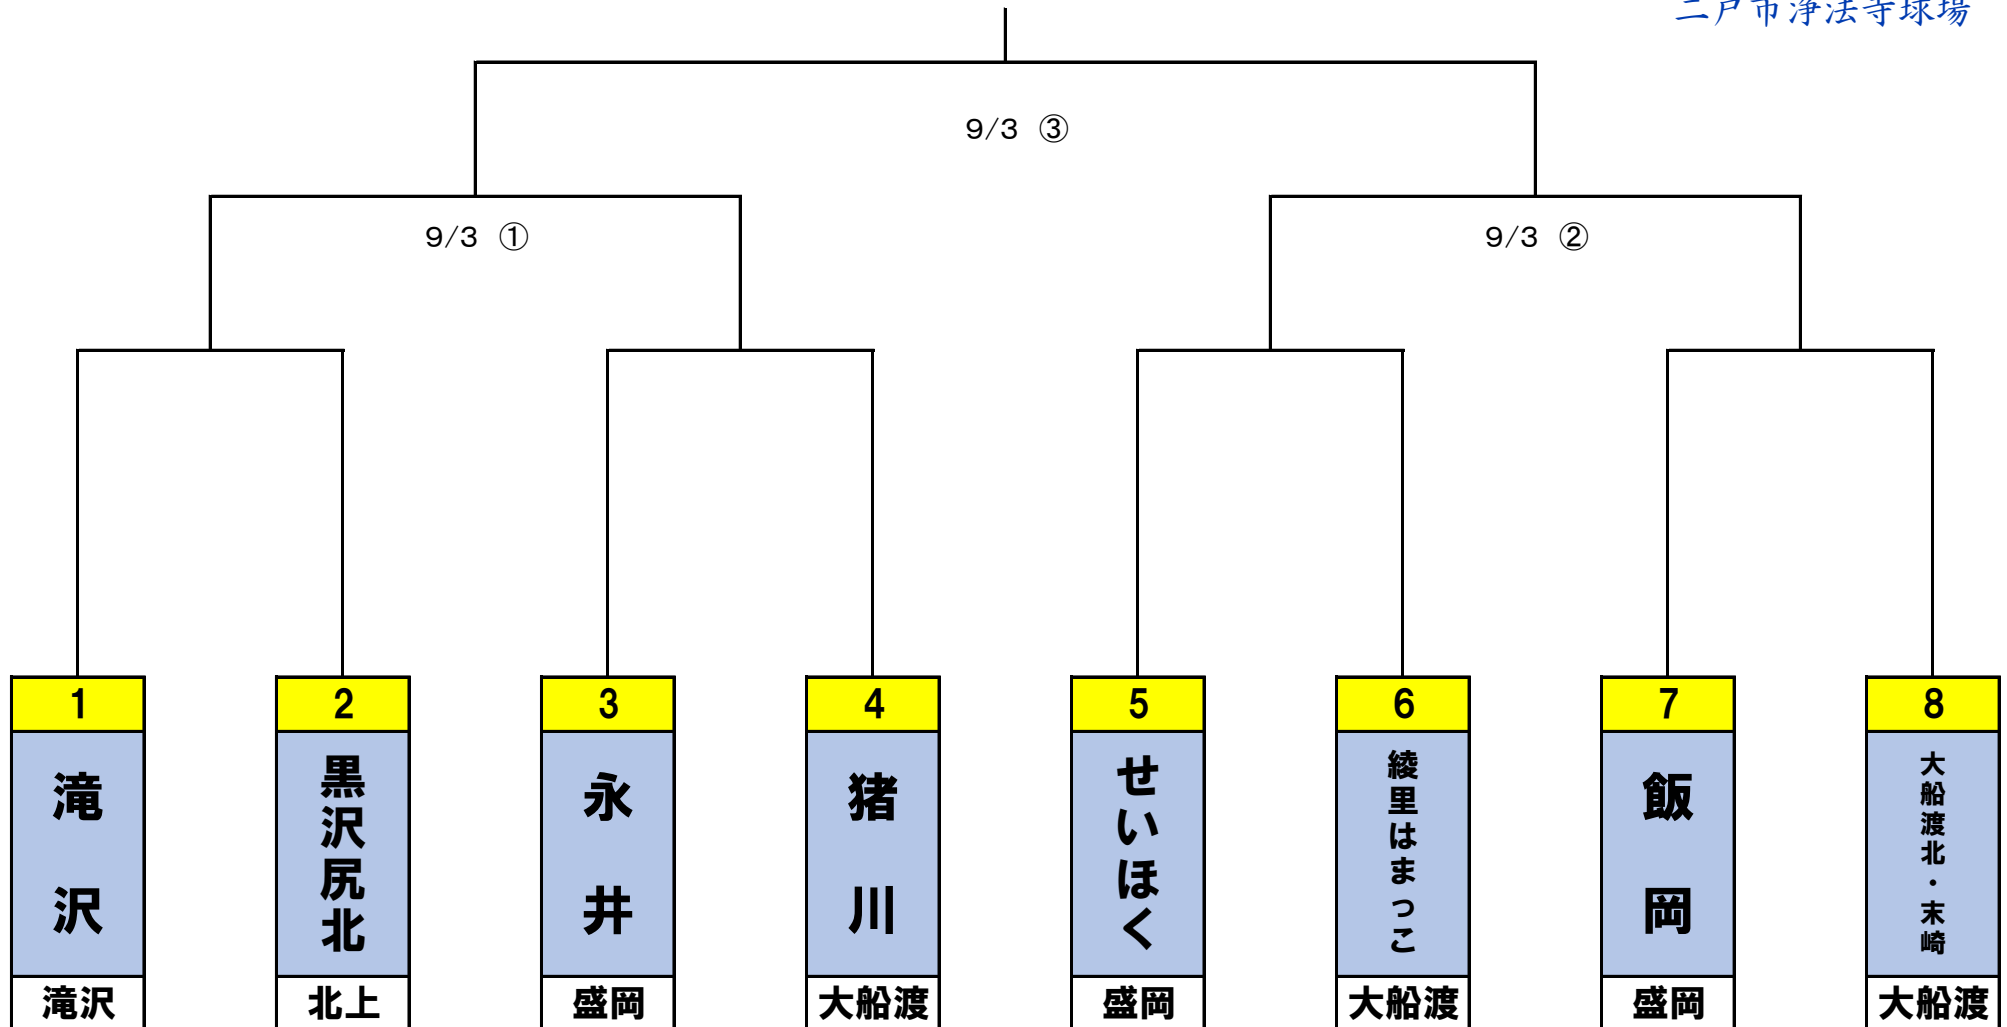 二戸市浄法寺球場
9/3 ③
9/3 ①
9/3 ②
1
2
3
4
5
6
7
8
滝沢
黒沢尻北
永井
猪川
せいほく
綾里はまっこ
飯岡
大船渡北・末崎
滝沢
北上
盛岡
大船渡
盛岡
大船渡
盛岡
大船渡